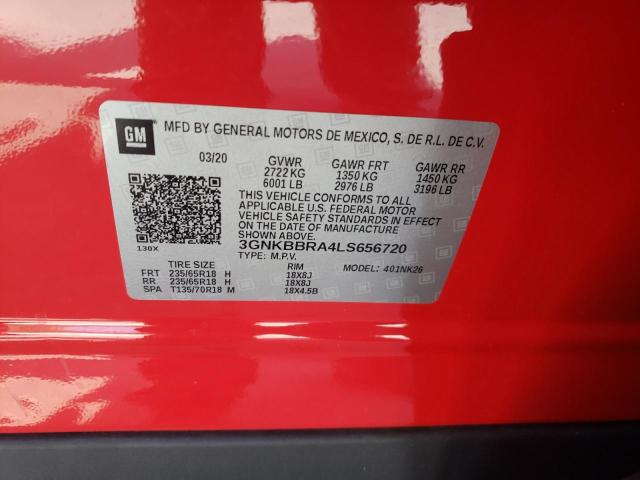 GM
MFD BY GENERAL MOTORS DE MEXICO, S. DE R.L. DE C.V.
03/20 GVWR GAWR FRT GAWR RR
2722 KG 1350 KG 1450 KG
6001 LB 2976 LB 3196 LB
THIS VEHICLE CONFORMS TO ALL
APPLICABLE U.S. FEDERAL MOTOR
VEHICLE SAFETY STANDARDS IN EFFECT
ON THE DATE OF MANUFACTURE
SHOWN ABOVE.
3GNKBBRA4LS656720
130X
TYPE: M.P.V. MODEL: 401NK26
TIRE SIZE RIM
FRT 235/65R18 H 18X8J
RR 235/65R18 H 18X8J
SPA T135/70R18 M 18X4.5B